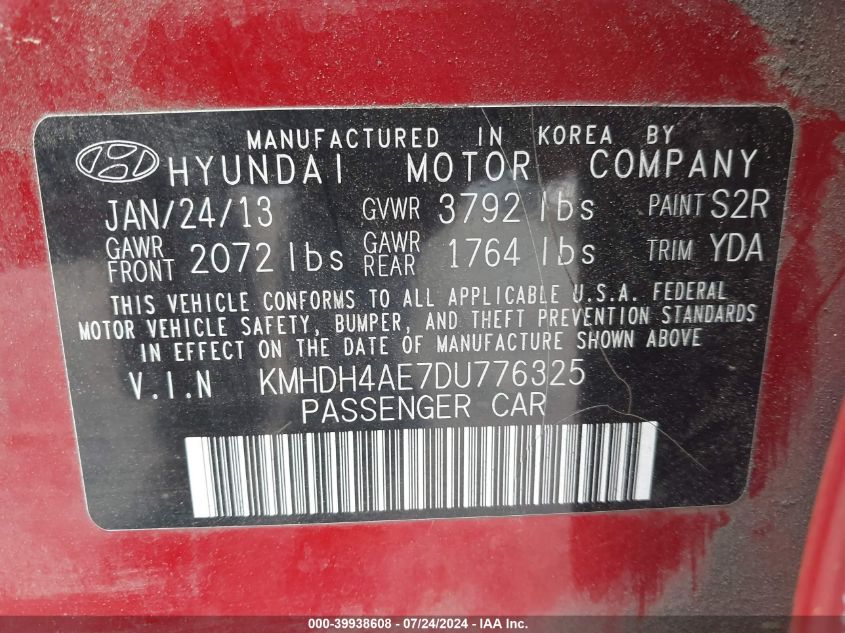 MANUFACTURED IN KOREA BY
HYUNDAI MOTOR COMPANY
JAN/24/13 GVWR 3792 lbs PAINT S2R
GAWR FRONT 2072 lbs GAWR REAR 1764 lbs TRIM YDA
THIS VEHICLE CONFORMS TO ALL APPLICABLE U.S.A. FEDERAL
MOTOR VEHICLE SAFETY, BUMPER, AND THEFT PREVENTION STANDARDS
IN EFFECT ON THE DATE OF MANUFACTURE SHOWN ABOVE
V.I.N KMHDH4AE7DU776325
PASSENGER CAR
000-39938608 - 07/24/2024 - IAA Inc.